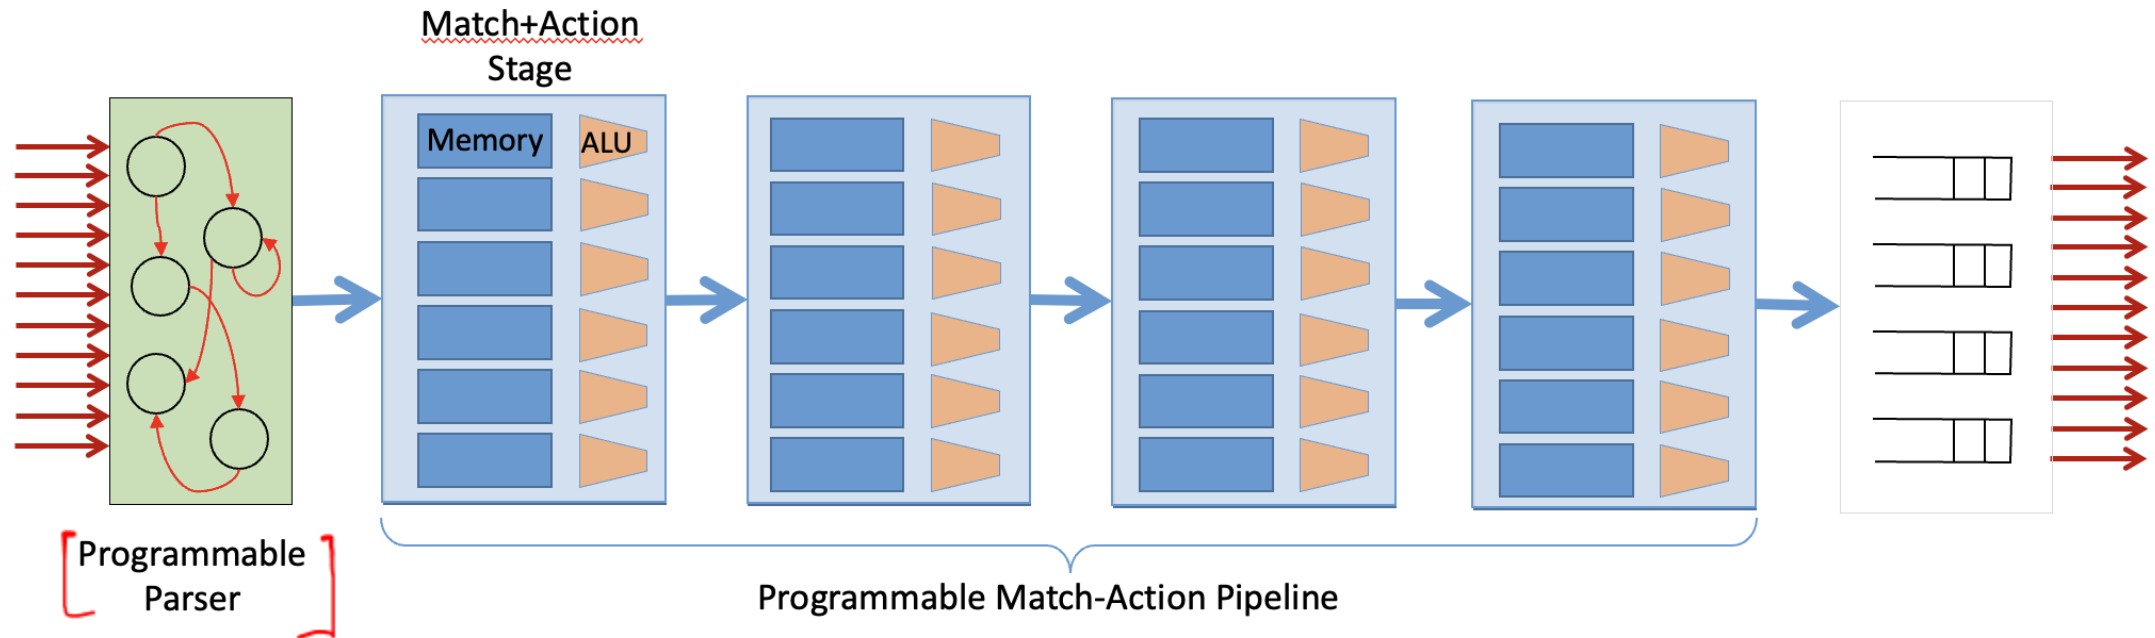 Match+Action
Stage
Memory
ALU
Programmable
Parser
Programmable Match-Action Pipeline